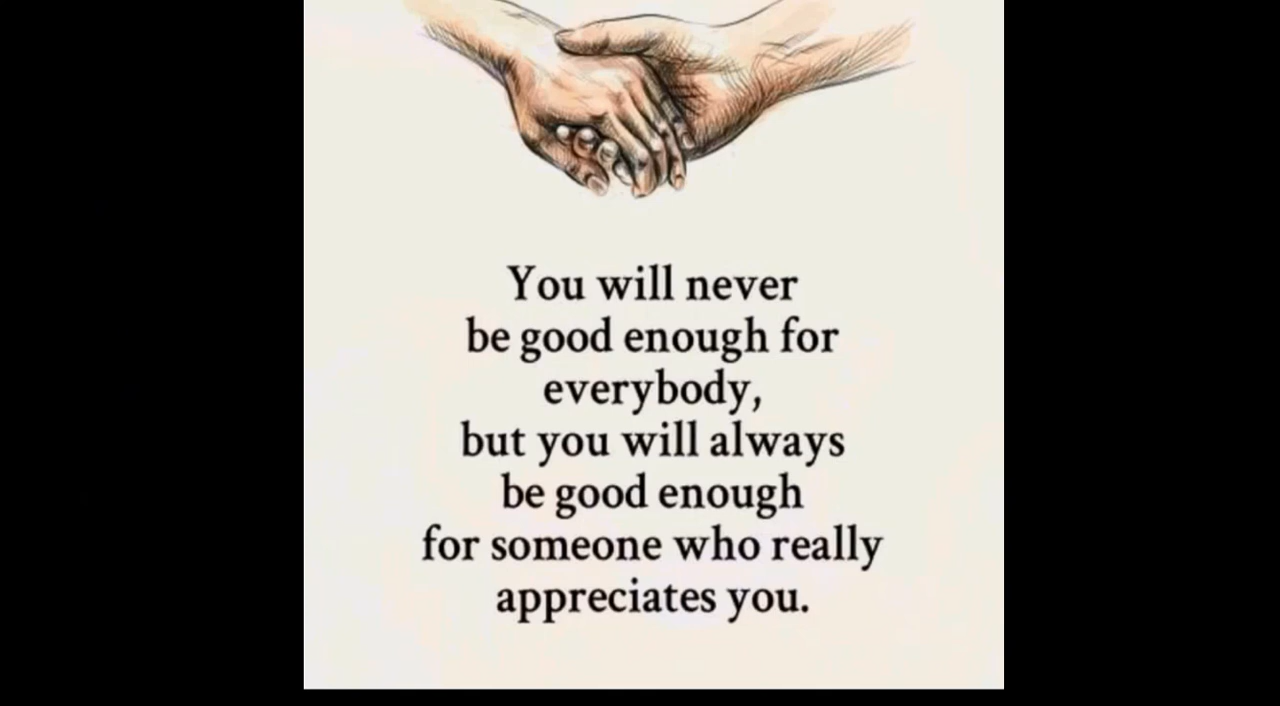 You will never
be good enough for
everybody,
but you will always
be good enough
for someone who really
appreciates you.